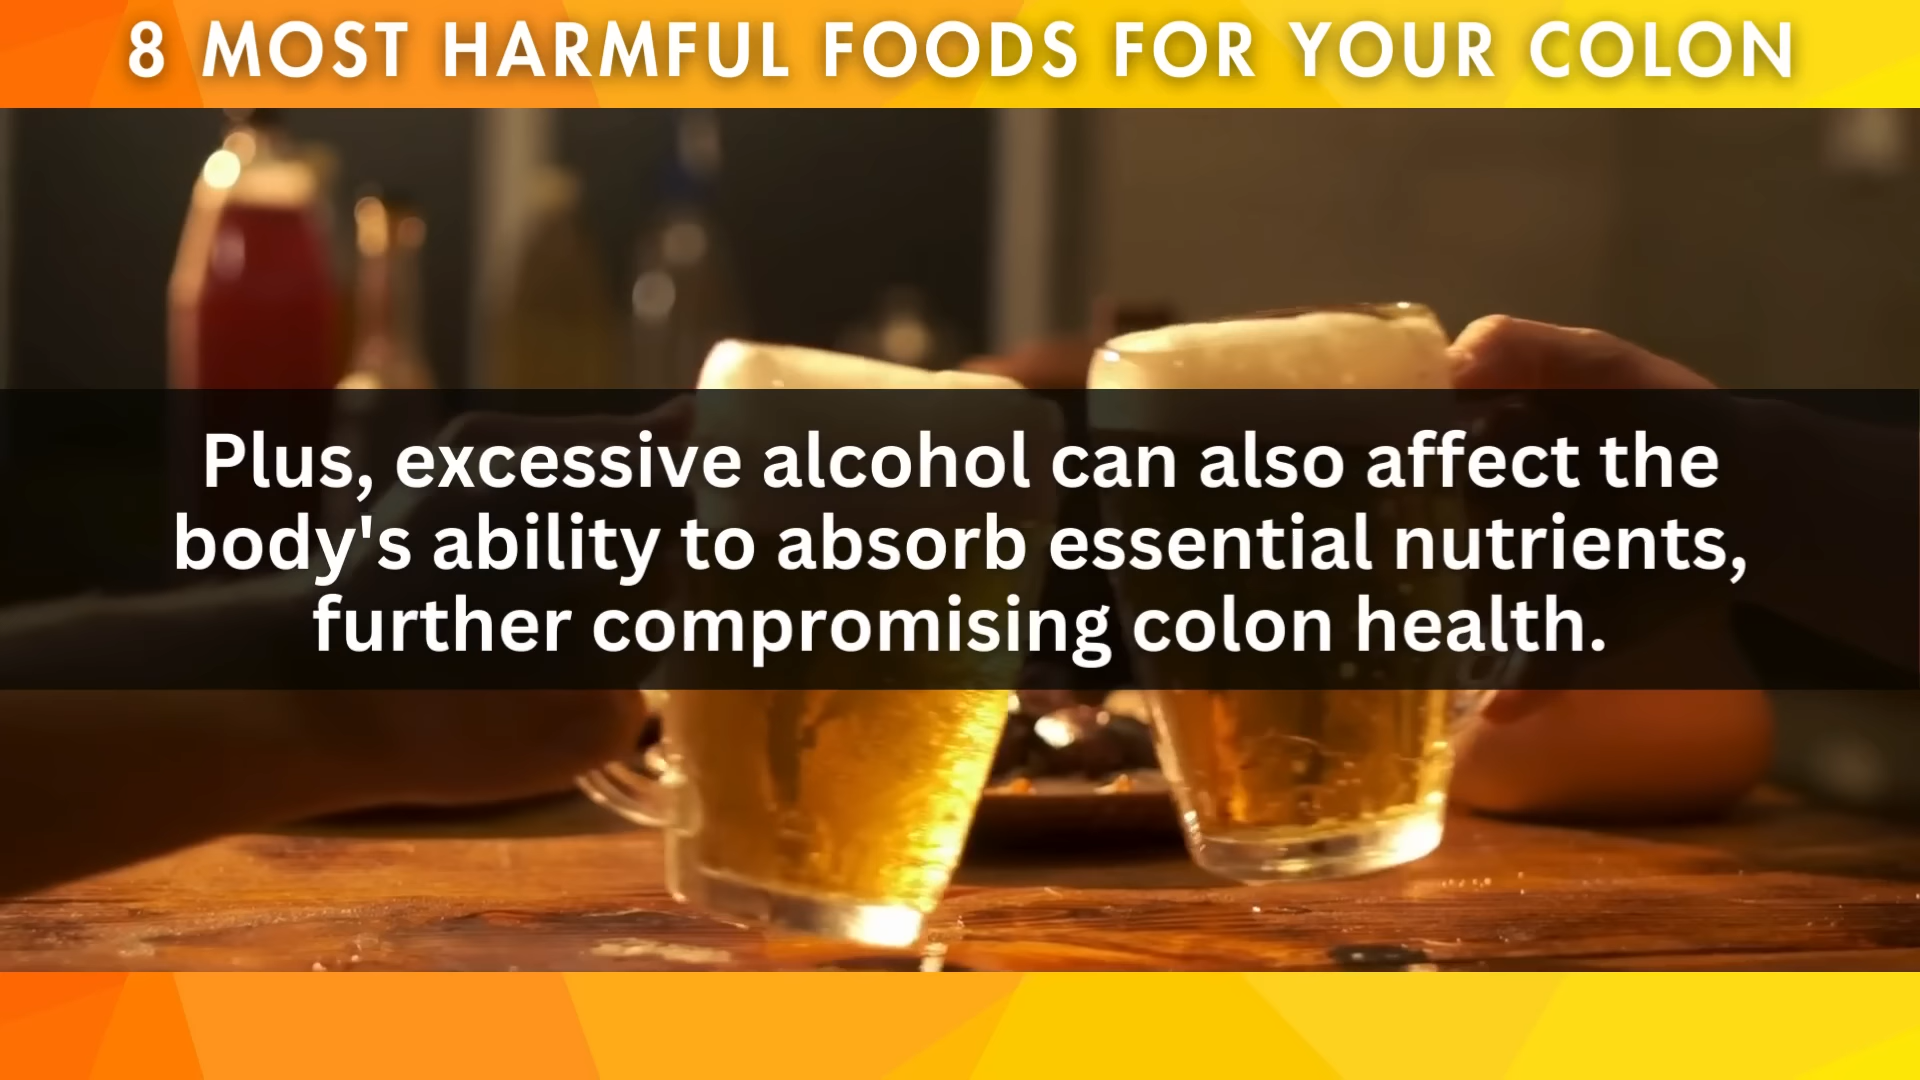 8 MOST HARMFUL FOODS FOR YOUR COLON
Plus, excessive alcohol can also affect the
body's ability to absorb essential nutrients,
further compromising colon health.